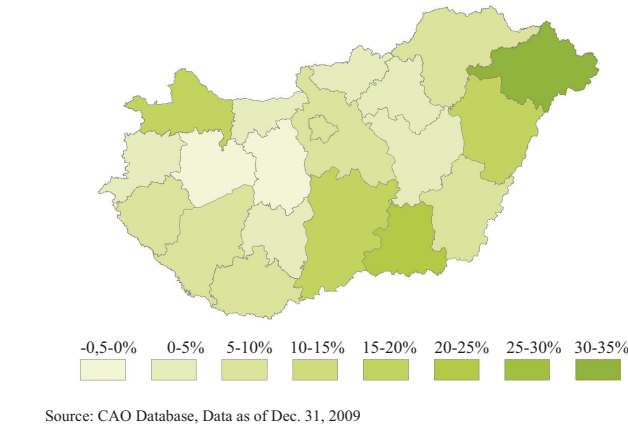 -0,5-0% 0-5% 5-10% 10-15% 15-20% 20-25% 25-30% 30-35%
Source: CAO Database, Data as of Dec. 31, 2009